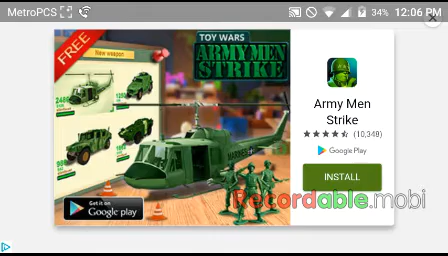 MetroPCS
34% 12:06 PM
FREE
TOY WARS
ARMY MEN
STRIKE
New weapon
Army Men
Strike
(10,348)
Google Play
INSTALL
Get it on
Google play
Recordable.mobi